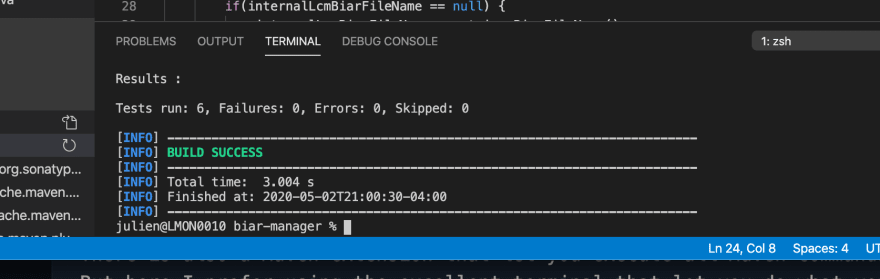 va
28 if(internalLcmBiarFileName == null) {
PROBLEMS OUTPUT TERMINAL DEBUG CONSOLE 1: zsh
Results :
Tests run: 6, Failures: 0, Errors: 0, Skipped: 0
[INFO] ------------------------------------------------------------------------
[INFO] BUILD SUCCESS
[INFO] ------------------------------------------------------------------------
org.sonatyp...
[INFO] Total time:  3.004 s
che.maven....
[INFO] Finished at: 2020-05-02T21:00:30-04:00
ache.maven...
[INFO] ------------------------------------------------------------------------
julien@LMON0010 biar-manager %
Ln 24, Col 8 Spaces: 4 UT